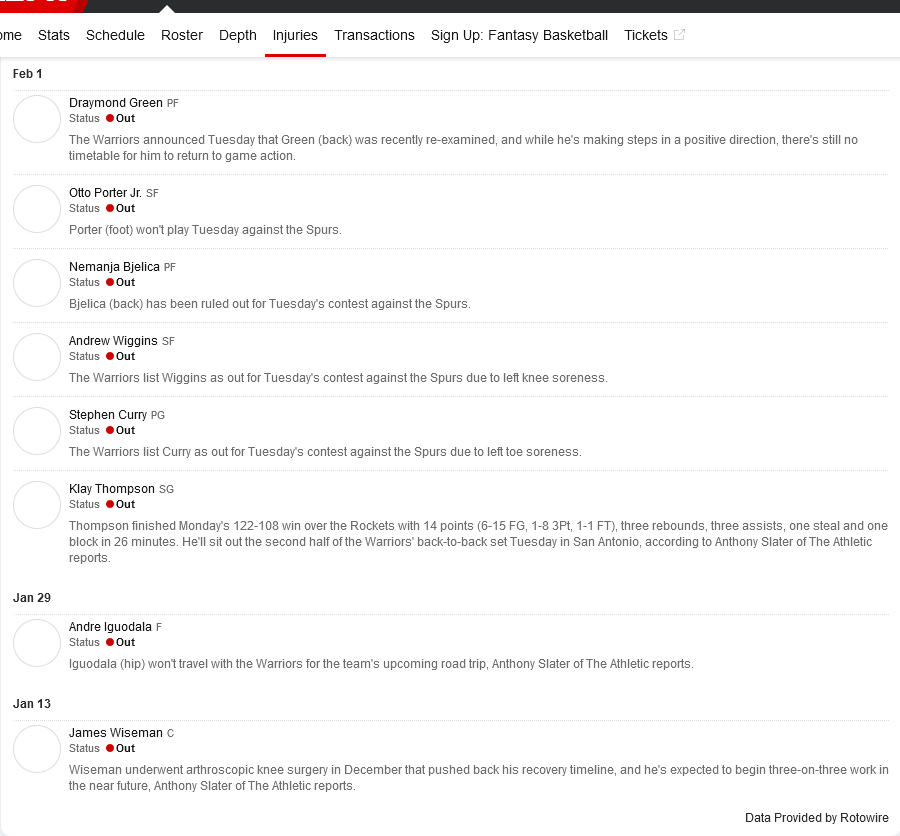 ome Stats Schedule Roster Depth Injuries Transactions Sign Up: Fantasy Basketball Tickets
Feb 1
Draymond Green PF
Status Out
The Warriors announced Tuesday that Green (back) was recently re-examined, and while he's making steps in a positive direction, there's still no
timetable for him to return to game action.
Otto Porter Jr. SF
Status Out
Porter (foot) won't play Tuesday against the Spurs.
Nemanja Bjelica PF
Status Out
Bjelica (back) has been ruled out for Tuesday's contest against the Spurs.
Andrew Wiggins SF
Status Out
The Warriors list Wiggins as out for Tuesday's contest against the Spurs due to left knee soreness.
Stephen Curry PG
Status Out
The Warriors list Curry as out for Tuesday's contest against the Spurs due to left toe soreness.
Klay Thompson SG
Status Out
Thompson finished Monday's 122-108 win over the Rockets with 14 points (6-15 FG, 1-8 3Pt, 1-1 FT), three rebounds, three assists, one steal and one
block in 26 minutes. He'll sit out the second half of the Warriors' back-to-back set Tuesday in San Antonio, according to Anthony Slater of The Athletic
reports.
Jan 29
Andre Iguodala F
Status Out
Iguodala (hip) won't travel with the Warriors for the team's upcoming road trip, Anthony Slater of The Athletic reports.
Jan 13
James Wiseman C
Status Out
Wiseman underwent arthroscopic knee surgery in December that pushed back his recovery timeline, and he's expected to begin three-on-three work in
the near future, Anthony Slater of The Athletic reports.
Data Provided by Rotowire